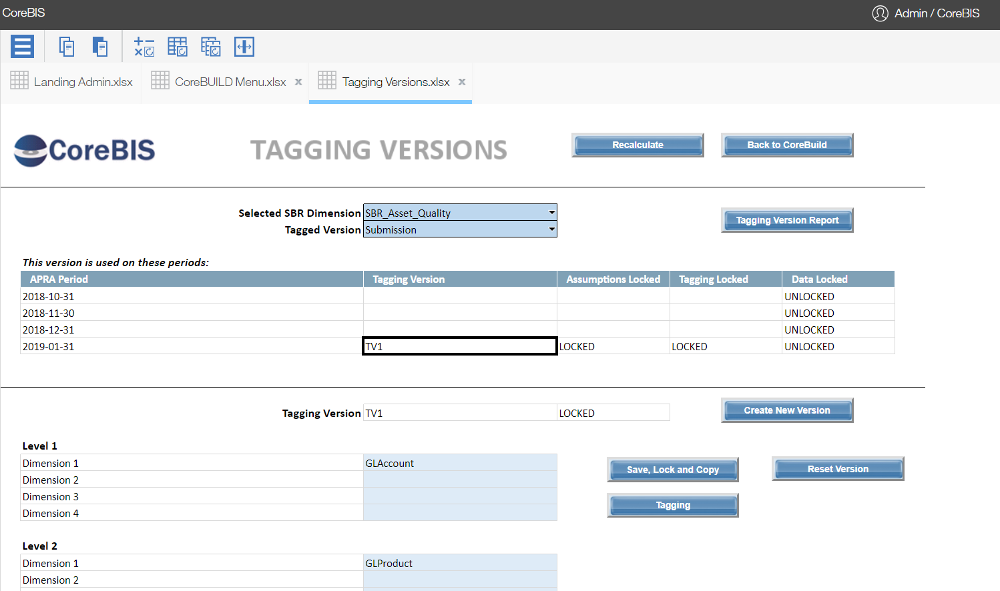 CoreBIS
Admin / CoreBIS
Landing Admin.xlsx
CoreBUILD Menu.xlsx x
Tagging Versions.xlsx x
CoreBIS
TAGGING VERSIONS
Recalculate
Back to CoreBuild
Selected SBR Dimension SBR_Asset_Quality
Tagged Version Submission
Tagging Version Report
This version is used on these periods:
APRA Period Tagging Version Assumptions Locked Tagging Locked Data Locked
2018-10-31 UNLOCKED
2018-11-30 UNLOCKED
2018-12-31 UNLOCKED
2019-01-31 TV1 LOCKED LOCKED UNLOCKED
Tagging Version TV1 LOCKED
Create New Version
Level 1
Dimension 1 GLAccount
Dimension 2
Dimension 3
Dimension 4
Save, Lock and Copy
Reset Version
Tagging
Level 2
Dimension 1 GLProduct
Dimension 2